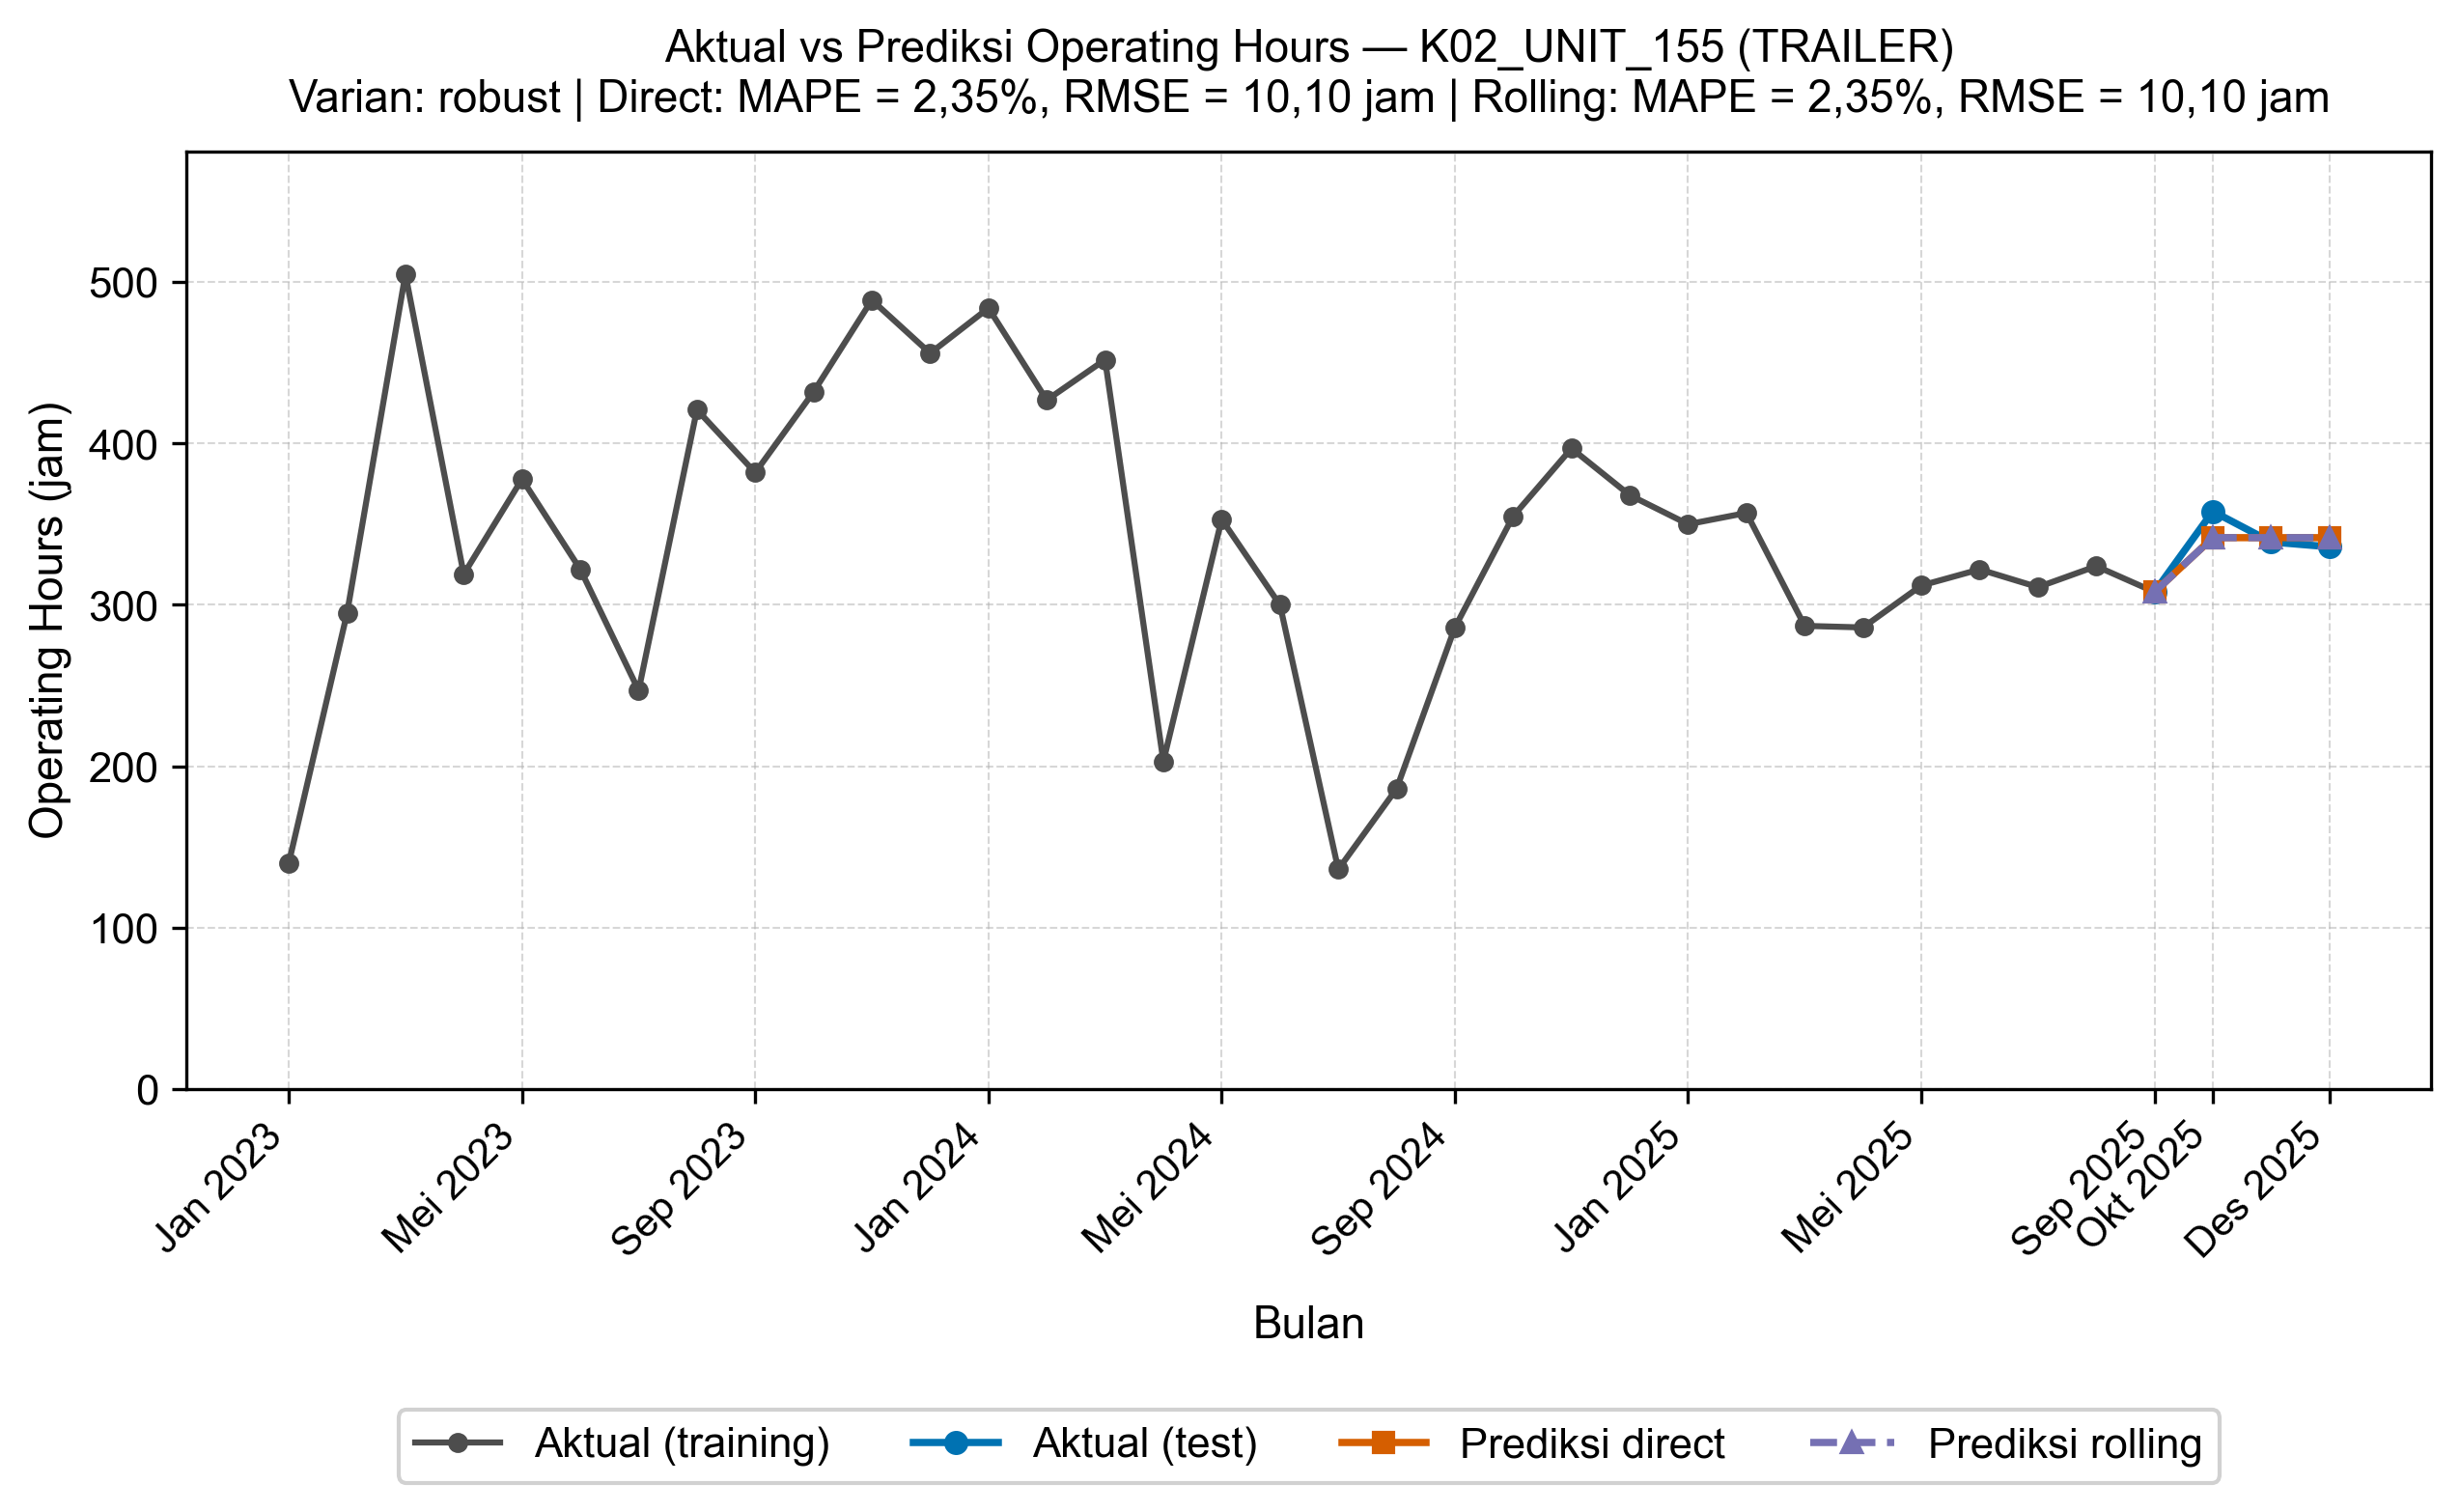 Aktual vs Prediksi Operating Hours — K02_UNIT_155 (TRAILER)
Varian: robust | Direct: MAPE = 2,35%, RMSE = 10,10 jam | Rolling: MAPE = 2,35%, RMSE = 10,10 jam
Operating Hours (jam)
500
400
300
200
100
0
Jan 2023
Mei 2023
Sep 2023
Jan 2024
Mei 2024
Sep 2024
Jan 2025
Mei 2025
Sep 2025
Okt 2025
Des 2025
Bulan
Aktual (training)
Aktual (test)
Prediksi direct
Prediksi rolling